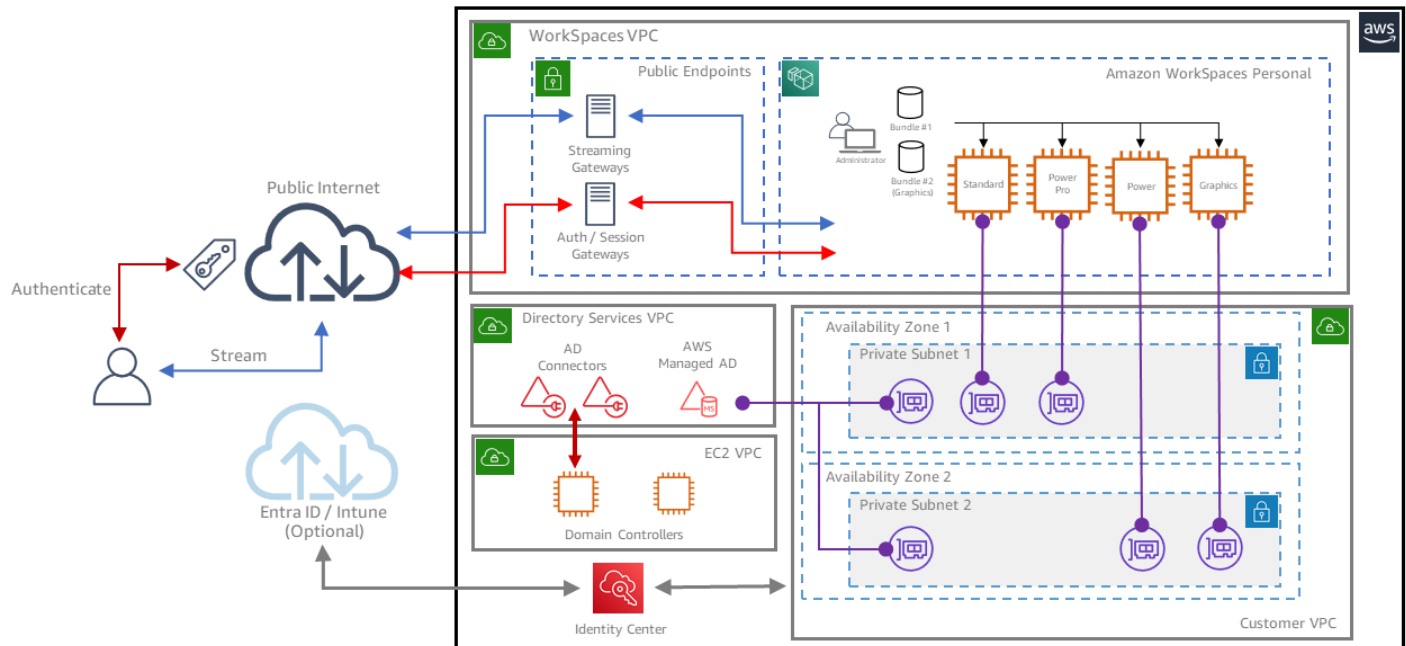 aws
WorkSpaces VPC
Public Endpoints
Amazon WorkSpaces Personal
Bundle #1
Administrator
Bundle #2
(Graphics)
Standard
Power
Pro
Power
Graphics
Streaming
Gateways
Auth / Session
Gateways
Public Internet
Authenticate
Stream
Directory Services VPC
AD
Connectors
AWS
Managed AD
MS
EC2 VPC
Domain Controllers
Availability Zone 1
Private Subnet 1
Availability Zone 2
Private Subnet 2
Customer VPC
Entra ID / Intune
(Optional)
Identity Center